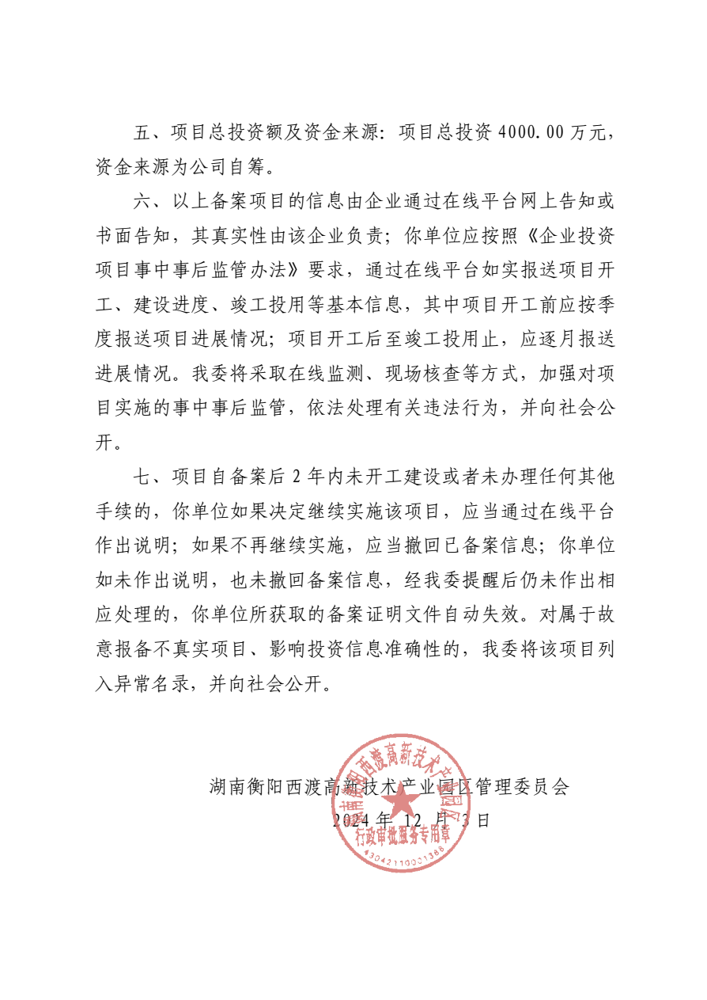 五、项目总投资额及资金来源：项目总投资 4000.00 万元，
资金来源为公司自筹。
六、以上备案项目的信息由企业通过在线平台网上告知或
书面告知，其真实性由该企业负责；你单位应按照《企业投资
项目事中事后监管办法》要求，通过在线平台如实报送项目开
工、建设进度、竣工投用等基本信息，其中项目开工前应按季
度报送项目进展情况；项目开工后至竣工投用止，应逐月报送
进展情况。我委将采取在线监测、现场核查等方式，加强对项
目实施的事中事后监管，依法处理有关违法行为，并向社会公
开。
七、项目自备案后 2 年内未开工建设或者未办理任何其他
手续的，你单位如果决定继续实施该项目，应当通过在线平台
作出说明；如果不再继续实施，应当撤回已备案信息；你单位
如未作出说明，也未撤回备案信息，经我委提醒后仍未作出相
应处理的，你单位所获取的备案证明文件自动失效。对属于故
意报备不真实项目、影响投资信息准确性的，我委将该项目列
入异常名录，并向社会公开。
湖南衡阳西渡高新技术产业园区管理委员会
2024 年 12 月 3 日
湖南衡阳西渡高新技术产业园区
行政审批服务专用章